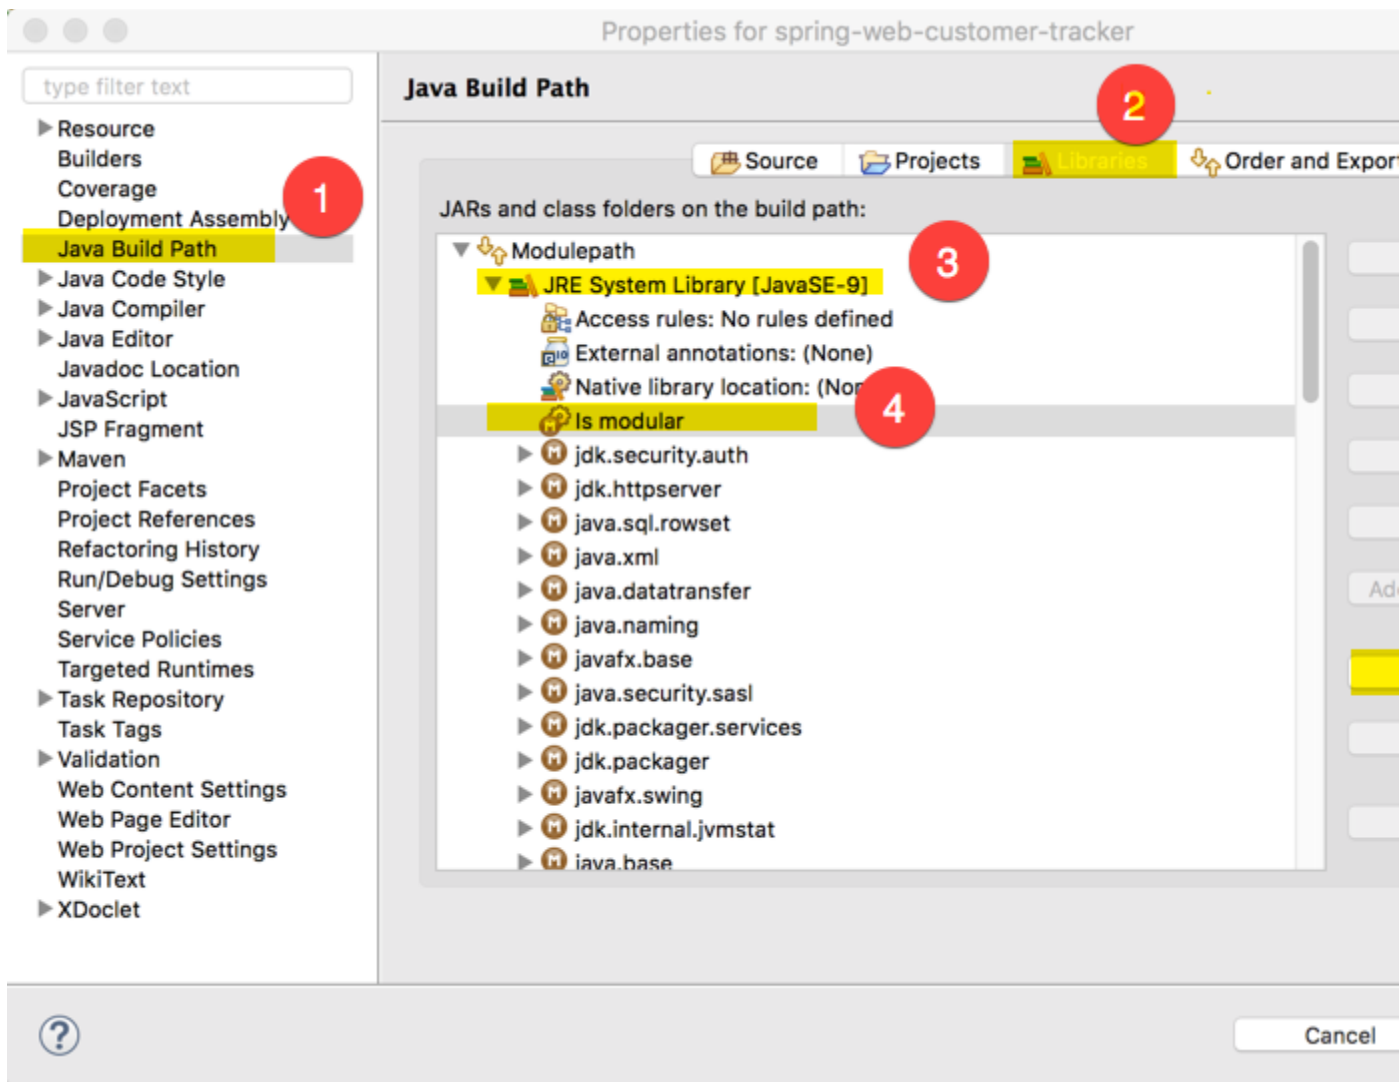 Properties for spring-web-customer-tracker
type filter text
Resource
Builders
Coverage
Deployment Assembly
Java Build Path
Java Code Style
Java Compiler
Java Editor
Javadoc Location
JavaScript
JSP Fragment
Maven
Project Facets
Project References
Refactoring History
Run/Debug Settings
Server
Service Policies
Targeted Runtimes
Task Repository
Task Tags
Validation
Web Content Settings
Web Page Editor
Web Project Settings
WikiText
XDoclet
1
Java Build Path
2
Source Projects Libraries Order and Export
JARs and class folders on the build path:
Modulepath
3
JRE System Library [JavaSE-9]
Access rules: No rules defined
External annotations: (None)
Native library location: (Non
4
Is modular
jdk.security.auth
jdk.httpserver
java.sql.rowset
java.xml
java.datatransfer
java.naming
javafx.base
java.security.sasl
jdk.packager.services
jdk.packager
javafx.swing
jdk.internal.jvmstat
java.base
Cancel